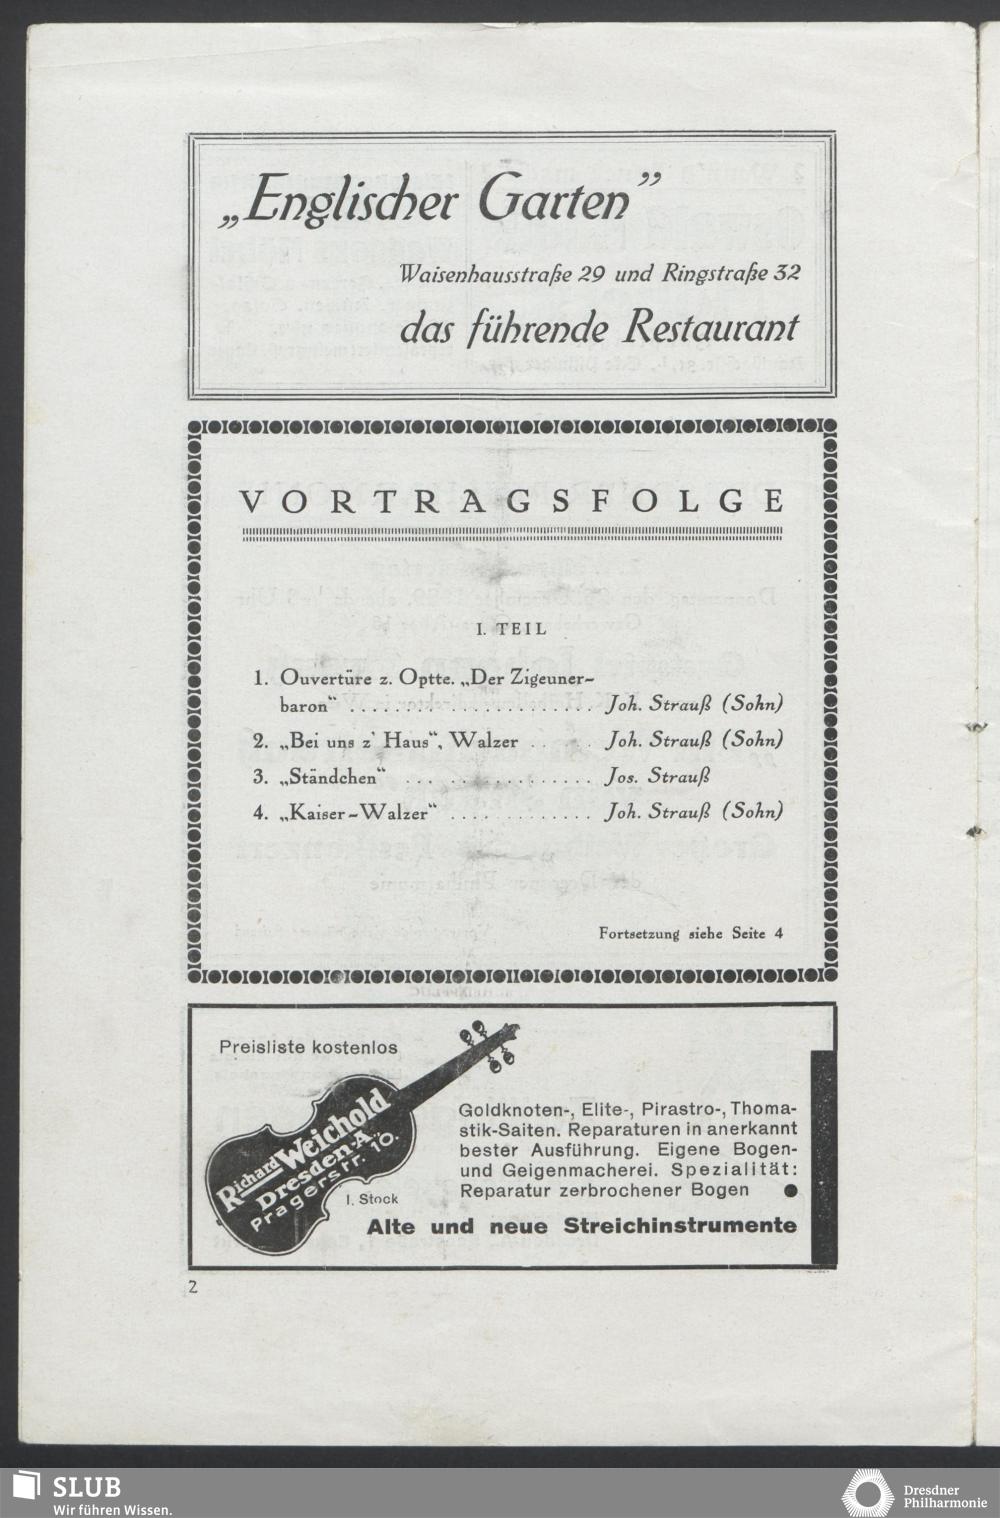 „Englischer Garten”
Waisenhausstraße 29 und Ringstraße 32
das führende Restaurant
VORTRAGSFOLGE
I. TEIL
1. Ouvertüre z. Optte. „Der Zigeuner-
baron“ . . . . . . . . . . . . . . . . . . . . . . Joh. Strauß (Sohn)
2. „Bei uns z' Haus“, Walzer . . . . . Joh. Strauß (Sohn)
3. „Ständchen“ . . . . . . . . . . . . . . . . . Jos. Strauß
4. „Kaiser-Walzer“ . . . . . . . . . . . . . Joh. Strauß (Sohn)
Fortsetzung siehe Seite 4
Preisliste kostenlos
Richard Weichold
Dresden-A.
Pragerstr. 10.
I. Stock
Goldknoten-, Elite-, Pirastro-, Thoma-
stik-Saiten. Reparaturen in anerkannt
bester Ausführung. Eigene Bogen-
und Geigenmacherei. Spezialität:
Reparatur zerbrochener Bogen ●
Alte und neue Streichinstrumente
2
SLUB
Wir führen Wissen.
Dresdner
Philharmonie